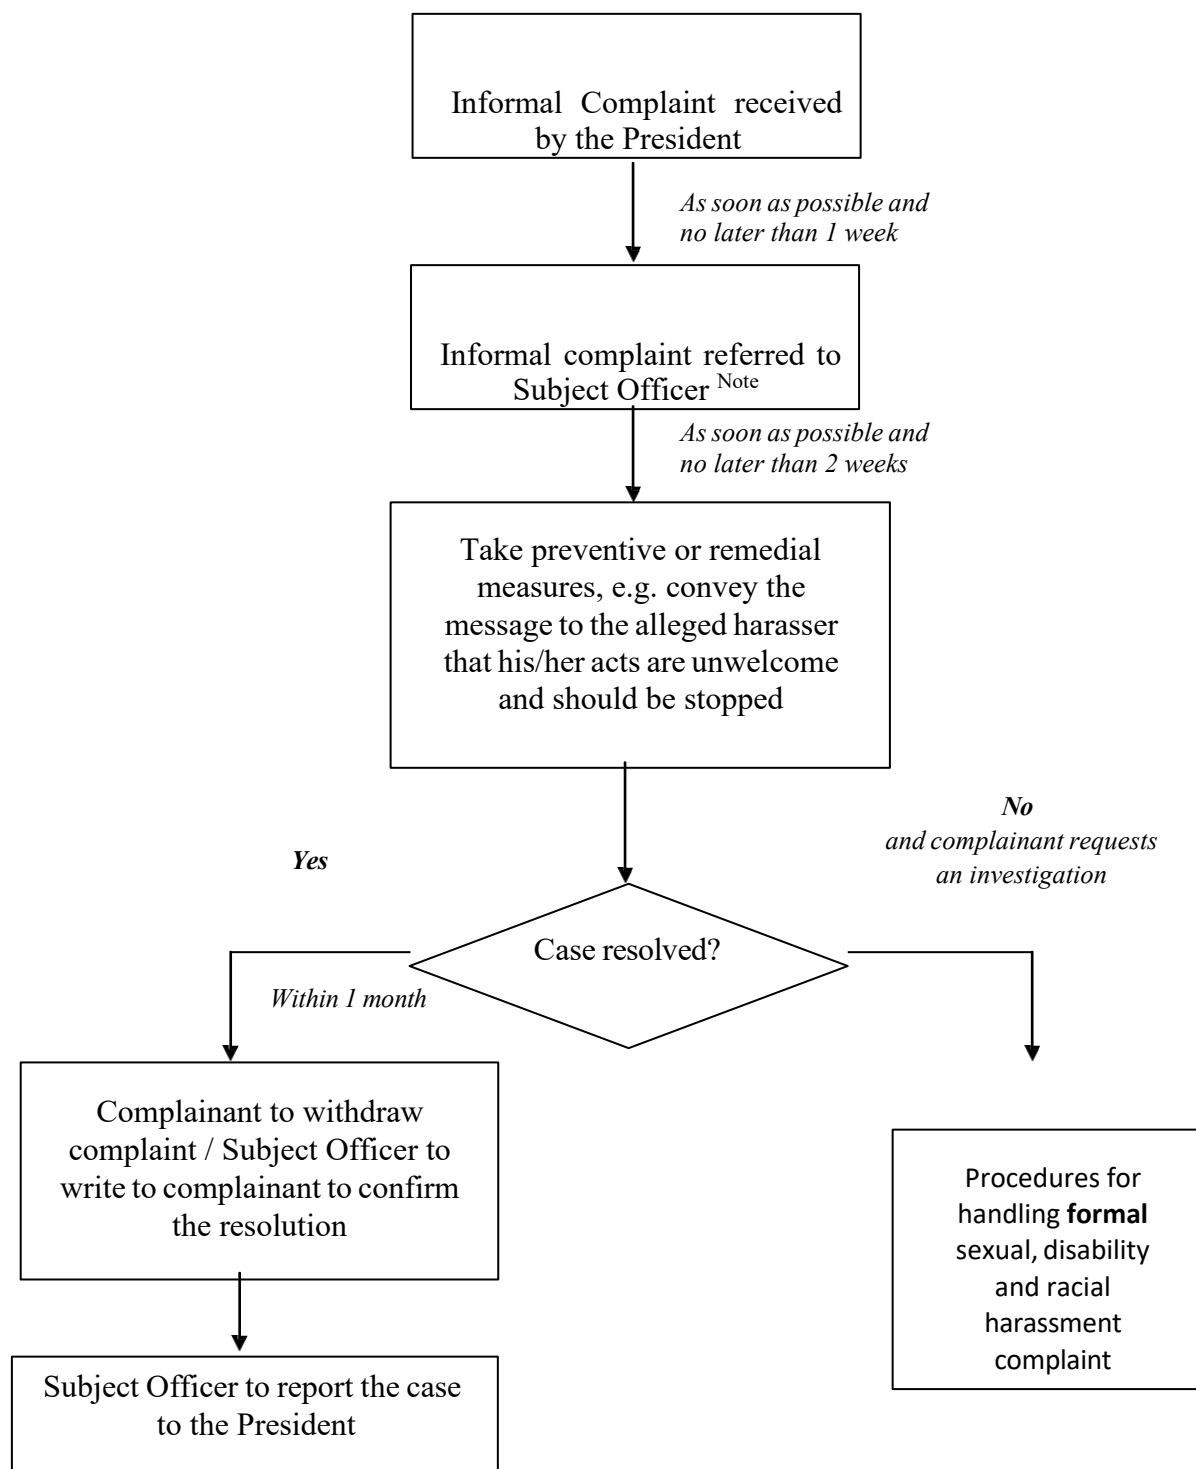 Informal Complaint received
by the President
As soon as possible and
no later than 1 week
Informal complaint referred to
Subject Officer Note
As soon as possible and
no later than 2 weeks
Take preventive or remedial
measures, e.g. convey the
message to the alleged harasser
that his/her acts are unwelcome
and should be stopped
No
and complainant requests
an investigation
Yes
Case resolved?
Within 1 month
Complainant to withdraw
complaint / Subject Officer to
write to complainant to confirm
the resolution
Procedures for
handling formal
sexual, disability
and racial
harassment
complaint
Subject Officer to report the case
to the President